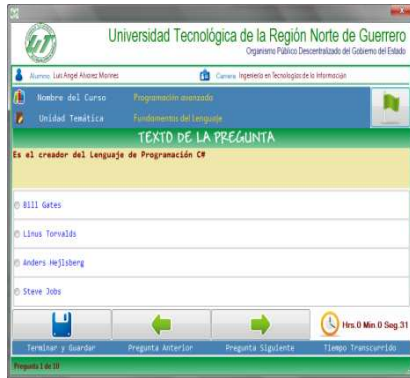 Universidad Tecnológica de la Región Norte de Guerrero
Organismo Público Descentralizado del Gobierno del Estado
Alumno: Luis Angel Alvarez Morines Carrera: Ingeniería en Tecnologías de la Información
Nombre del Curso Programación avanzada
Unidad Temática Fundamentos del lenguaje
TEXTO DE LA PREGUNTA
Es el creador del Lenguaje de Programación C#
Bill Gates
Linus Torvalds
Anders Hejlsberg
Steve Jobs
Hrs.0 Min.0 Seg.31
Terminar y Guardar Pregunta Anterior Pregunta Siguiente Tiempo Transcurrido
Pregunta 1 de 10